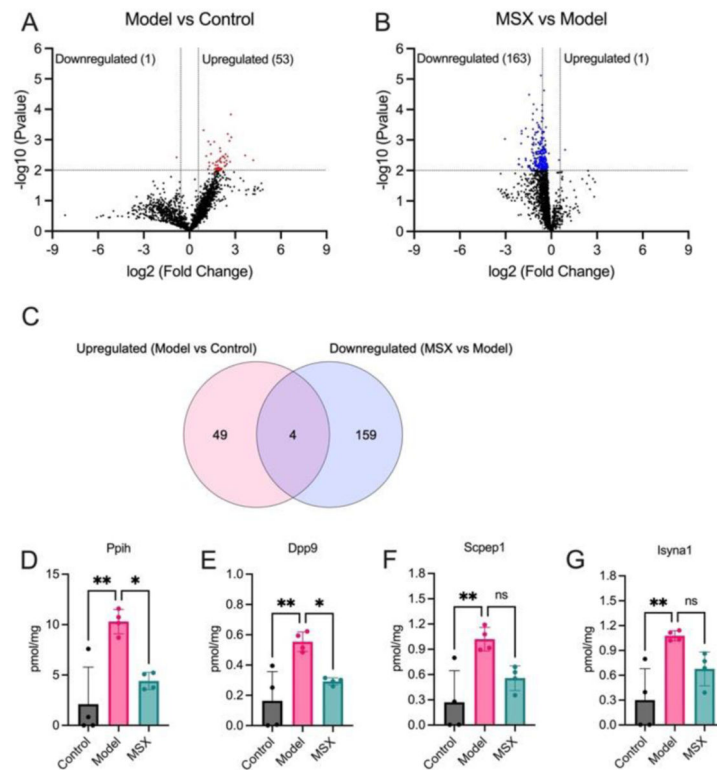 A
Model vs Control
Downregulated (1)
Upregulated (53)
6
5
4
3
2
1
0
-log10 (Pvalue)
-9 -6 -3 0 3 6 9
log2 (Fold Change)
B
MSX vs Model
Downregulated (163)
Upregulated (1)
6
5
4
3
2
1
0
-log10 (Pvalue)
-9 -6 -3 0 3 6 9
log2 (Fold Change)
C
Upregulated (Model vs Control)
Downregulated (MSX vs Model)
49
4
159
D
Ppih
** *
15
10
5
0
pmol/mg
Control Model MSX
E
Dpp9
** *
1.0
0.8
0.6
0.4
0.2
0.0
pmol/mg
Control Model MSX
F
Scpep1
** ns
1.8
1.5
1.2
0.9
0.6
0.3
0.0
pmol/mg
Control Model MSX
G
Isyna1
** ns
1.8
1.5
1.2
0.9
0.6
0.3
0.0
pmol/mg
Control Model MSX